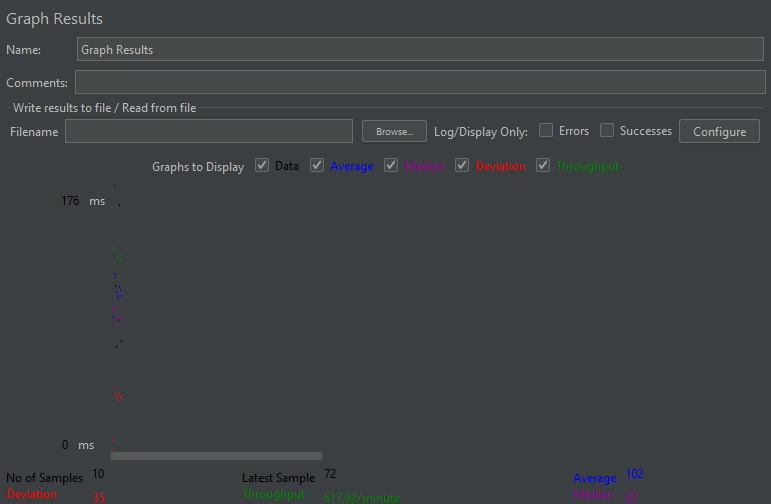 Graph Results
Name: Graph Results
Comments:
Write results to file / Read from file
Filename Browse... Log/Display Only: Errors Successes Configure
Graphs to Display Data Average Median Deviation Throughput
176 ms
0 ms
No of Samples 10 Latest Sample 72 Average 102
Deviation 35 Throughput 617.92/minute Median